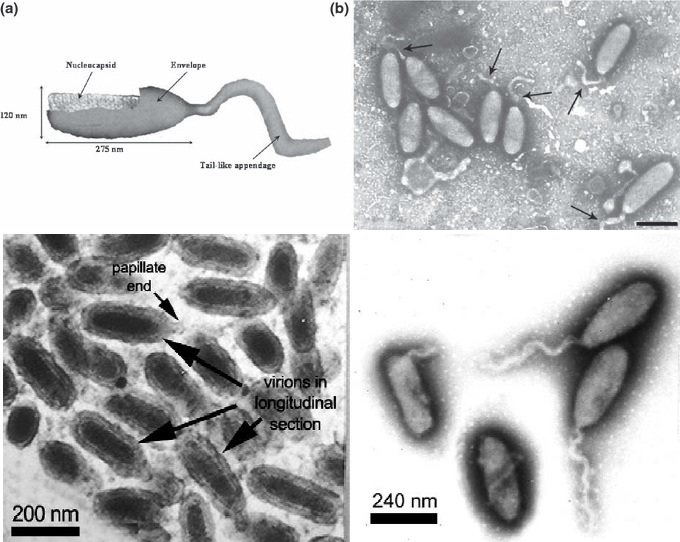 (a)
(b)
Nucleocapsid
Envelope
120 nm
275 nm
Tail-like appendage
papillate
end
virions in
longitudinal
section
200 nm
240 nm